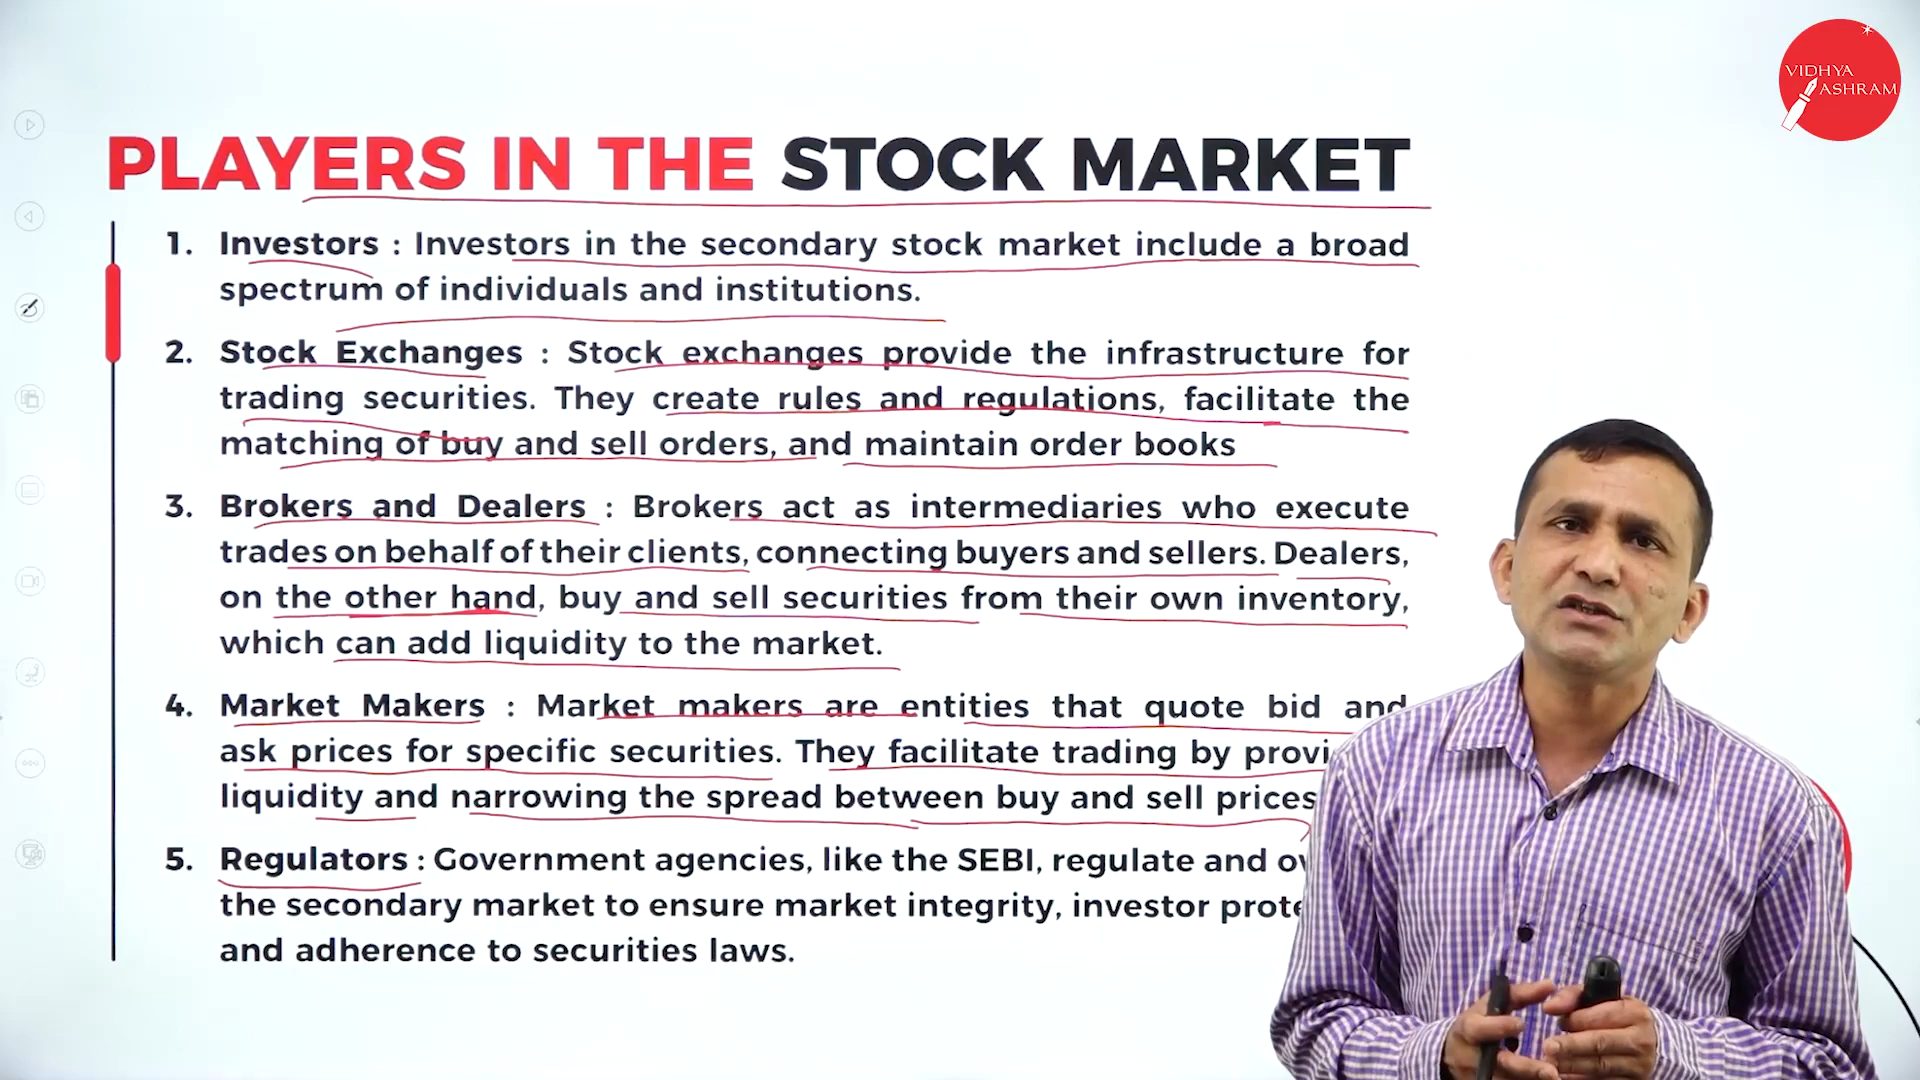 VIDHYA
ASHRAM
PLAYERS IN THE STOCK MARKET
1. Investors : Investors in the secondary stock market include a broad
spectrum of individuals and institutions.
2. Stock Exchanges : Stock exchanges provide the infrastructure for
trading securities. They create rules and regulations, facilitate the
matching of buy and sell orders, and maintain order books
3. Brokers and Dealers : Brokers act as intermediaries who execute
trades on behalf of their clients, connecting buyers and sellers. Dealers,
on the other hand, buy and sell securities from their own inventory,
which can add liquidity to the market.
4. Market Makers : Market makers are entities that quote bid and
ask prices for specific securities. They facilitate trading by
liquidity and narrowing the spread between buy and sell prices
5. Regulators : Government agencies, like the SEBI, regulate and
the secondary market to ensure market integrity, investor
and adherence to securities laws.